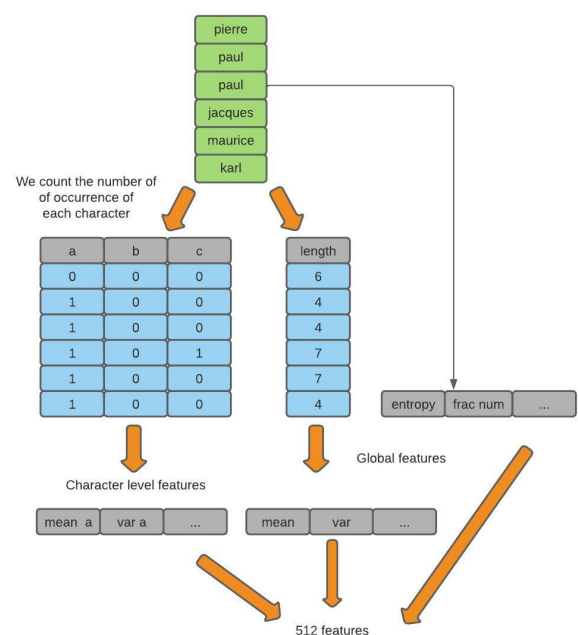 pierre
paul
paul
jacques
maurice
karl
We count the number of
of occurrence of
each character
a b c
0 0 0
1 0 0
1 0 0
1 0 1
1 0 0
1 0 0
length
6
4
4
7
7
4
entropy frac num ...
Global features
Character level features
mean a var a ...
mean var ...
512 features